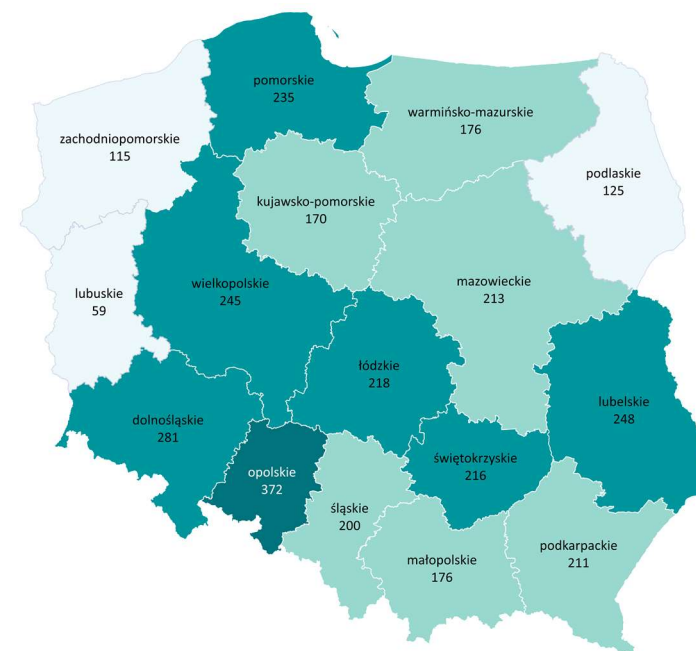 pomorskie
235
warmińsko-mazurskie
176
zachodniopomorskie
115
podlaskie
125
kujawsko-pomorskie
170
mazowieckie
213
wielkopolskie
245
lubuskie
59
łódzkie
218
lubelskie
248
dolnośląskie
281
świętokrzyskie
216
opolskie
372
śląskie
200
podkarpackie
211
małopolskie
176